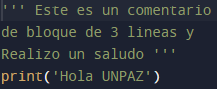 ''' Este es un comentario
de bloque de 3 lineas y
Realizo un saludo '''
print('Hola UNPAZ')